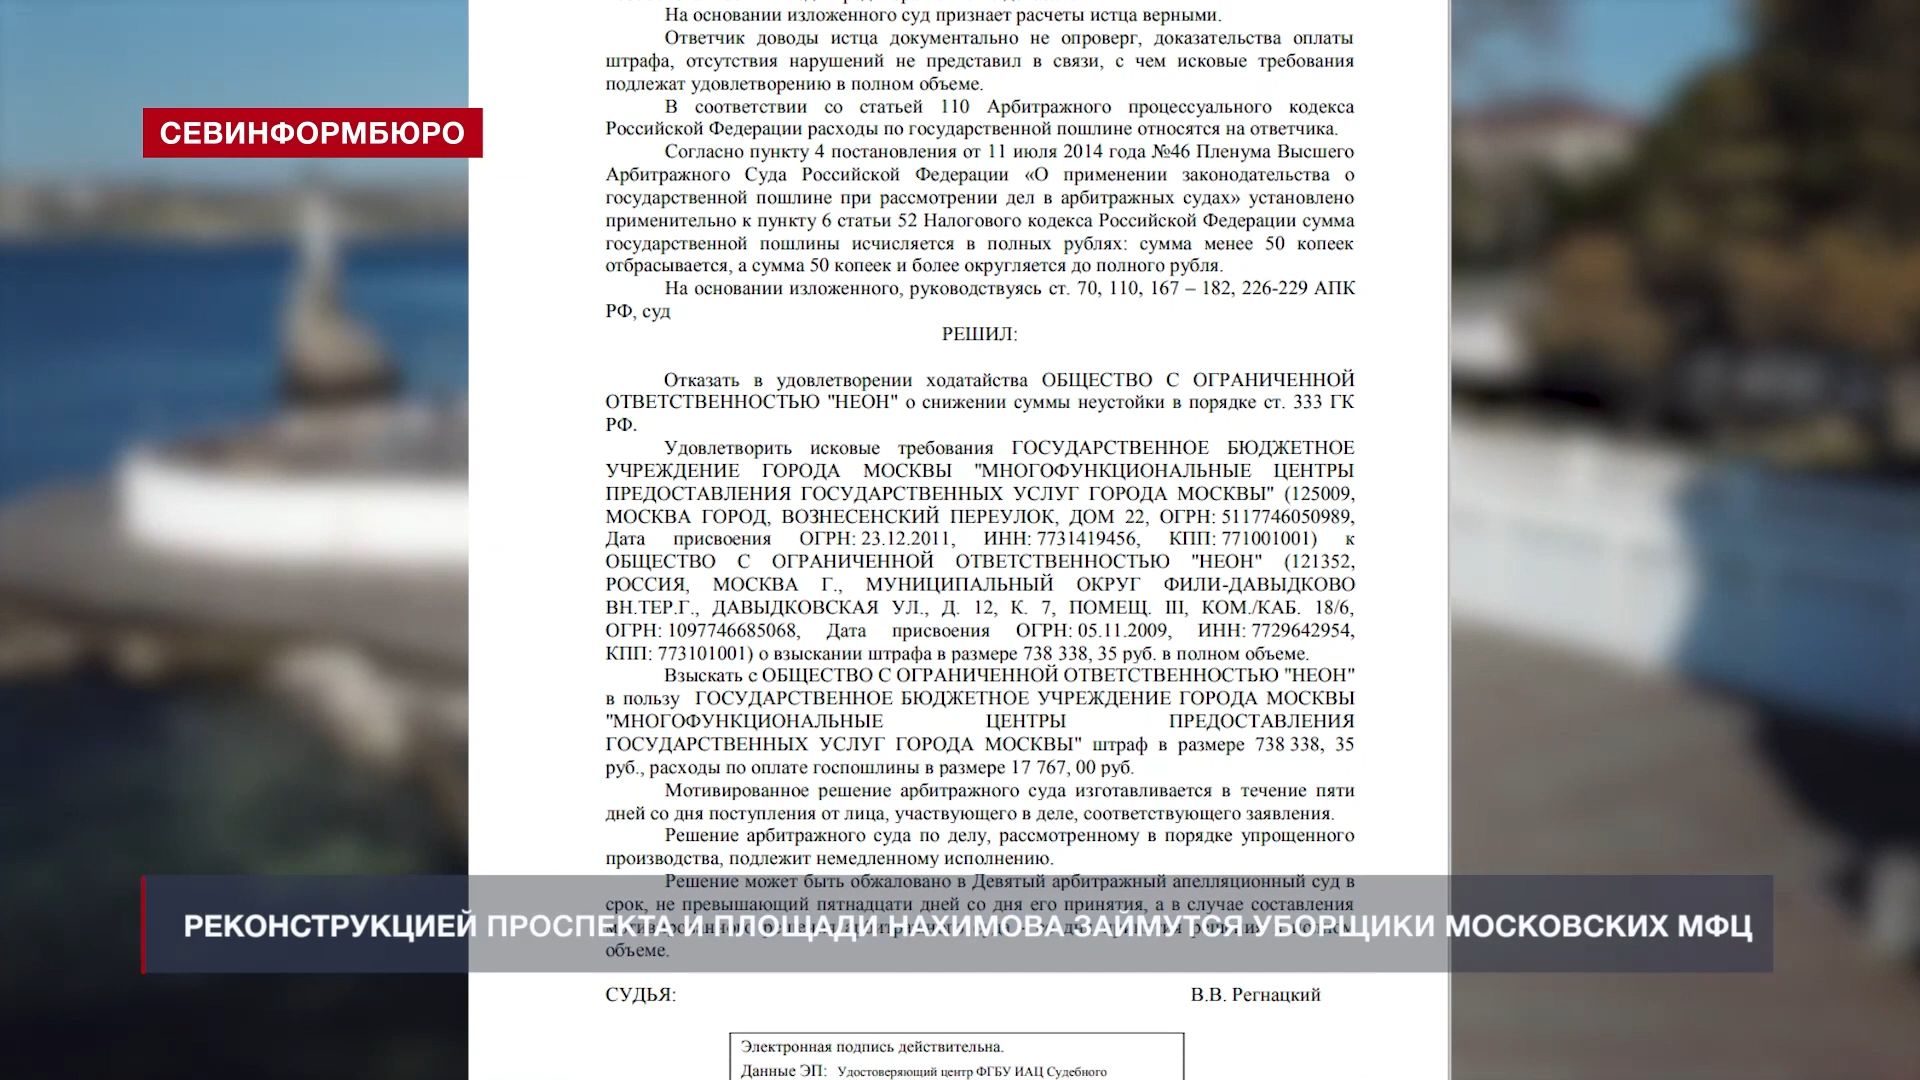 На основании изложенного суд признает расчеты истца верными.
Ответчик доводы истца документально не опроверг, доказательства оплаты
штрафа, отсутствия нарушений не представил в связи, с чем исковые требования
подлежат удовлетворению в полном объеме.
СЕВИНФОРМБЮРО
В соответствии со статьей 110 Арбитражного процессуального кодекса
Российской Федерации расходы по государственной пошлине относятся на ответчика.
Согласно пункту 4 постановления от 11 июля 2014 года №46 Пленума Высшего
Арбитражного Суда Российской Федерации «О применении законодательства о
государственной пошлине при рассмотрении дел в арбитражных судах» установлено
применительно к пункту 6 статьи 52 Налогового кодекса Российской Федерации сумма
государственной пошлины исчисляется в полных рублях: сумма менее 50 копеек
отбрасывается, а сумма 50 копеек и более округляется до полного рубля.
На основании изложенного, руководствуясь ст. 70, 110, 167 – 182, 226-229 АПК
РФ, суд
РЕШИЛ:
Отказать в удовлетворении ходатайства ОБЩЕСТВО С ОГРАНИЧЕННОЙ
ОТВЕТСТВЕННОСТЬЮ "НЕОН" о снижении суммы неустойки в порядке ст. 333 ГК
РФ.
Удовлетворить исковые требования ГОСУДАРСТВЕННОЕ БЮДЖЕТНОЕ
УЧРЕЖДЕНИЕ ГОРОДА МОСКВЫ "МНОГОФУНКЦИОНАЛЬНЫЕ ЦЕНТРЫ
ПРЕДОСТАВЛЕНИЯ ГОСУДАРСТВЕННЫХ УСЛУГ ГОРОДА МОСКВЫ" (125009,
МОСКВА ГОРОД, ВОЗНЕСЕНСКИЙ ПЕРЕУЛОК, ДОМ 22, ОГРН: 5117746050989,
Дата присвоения ОГРН: 23.12.2011, ИНН: 7731419456, КПП: 771001001) к
ОБЩЕСТВО С ОГРАНИЧЕННОЙ ОТВЕТСТВЕННОСТЬЮ "НЕОН" (121352,
РОССИЯ, МОСКВА Г., МУНИЦИПАЛЬНЫЙ ОКРУГ ФИЛИ-ДАВЫДКОВО
ВН.ТЕР.Г., ДАВЫДКОВСКАЯ УЛ., Д. 12, К. 7, ПОМЕЩ. III, КОМ./КАБ. 18/6,
ОГРН: 1097746685068, Дата присвоения ОГРН: 05.11.2009, ИНН: 7729642954,
КПП: 773101001) о взыскании штрафа в размере 738 338, 35 руб. в полном объеме.
Взыскать с ОБЩЕСТВО С ОГРАНИЧЕННОЙ ОТВЕТСТВЕННОСТЬЮ "НЕОН"
в пользу ГОСУДАРСТВЕННОЕ БЮДЖЕТНОЕ УЧРЕЖДЕНИЕ ГОРОДА МОСКВЫ
"МНОГОФУНКЦИОНАЛЬНЫЕ ЦЕНТРЫ ПРЕДОСТАВЛЕНИЯ
ГОСУДАРСТВЕННЫХ УСЛУГ ГОРОДА МОСКВЫ" штраф в размере 738 338, 35
руб., расходы по оплате госпошлины в размере 17 767, 00 руб.
Мотивированное решение арбитражного суда изготавливается в течение пяти
дней со дня поступления от лица, участвующего в деле, соответствующего заявления.
Решение арбитражного суда по делу, рассмотренному в порядке упрощенного
производства, подлежит немедленному исполнению.
Решение может быть обжаловано в Девятый арбитражный апелляционный суд в
срок, не превышающий пятнадцати дней со дня его принятия, а в случае составления
РЕКОНСТРУКЦИЕЙ ПРОСПЕКТА И ПЛОЩАДИ НАХИМОВА ЗАЙМУТСЯ УБОРЩИКИ МОСКОВСКИХ МФЦ
объеме.
СУДЬЯ: В.В. Регнацкий
Электронная подпись действительна.
Данные ЭП: Удостоверяющий центр ФГБУ ИАЦ Судебного